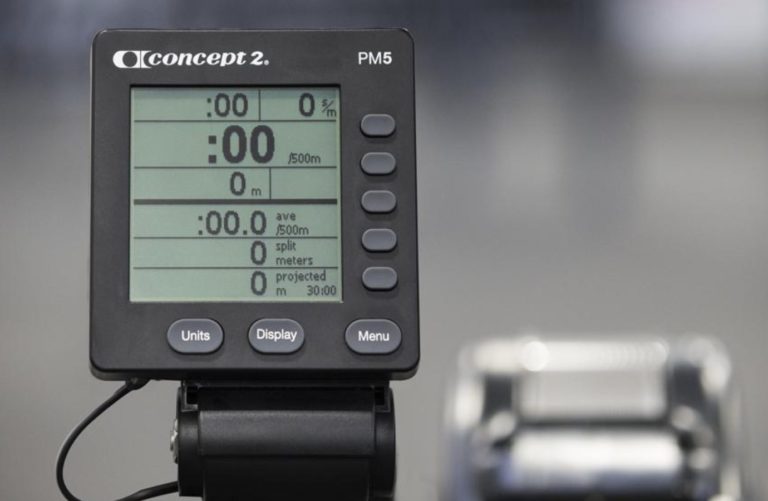 concept 2. PM5
:00 0 s/m
:00 /500m
0 m
:00.0 ave /500m
0 split meters
0 projected m 30:00
Units Display Menu